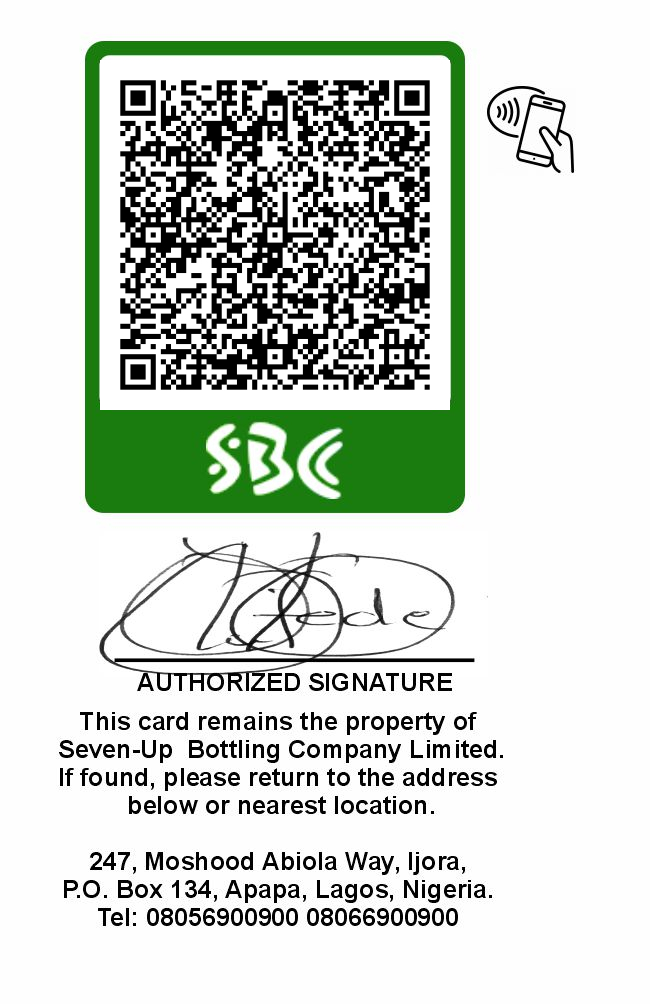 SBC
AUTHORIZED SIGNATURE
This card remains the property of
Seven-Up Bottling Company Limited.
If found, please return to the address
below or nearest location.
247, Moshood Abiola Way, Ijora,
P.O. Box 134, Apapa, Lagos, Nigeria.
Tel: 08056900900 08066900900